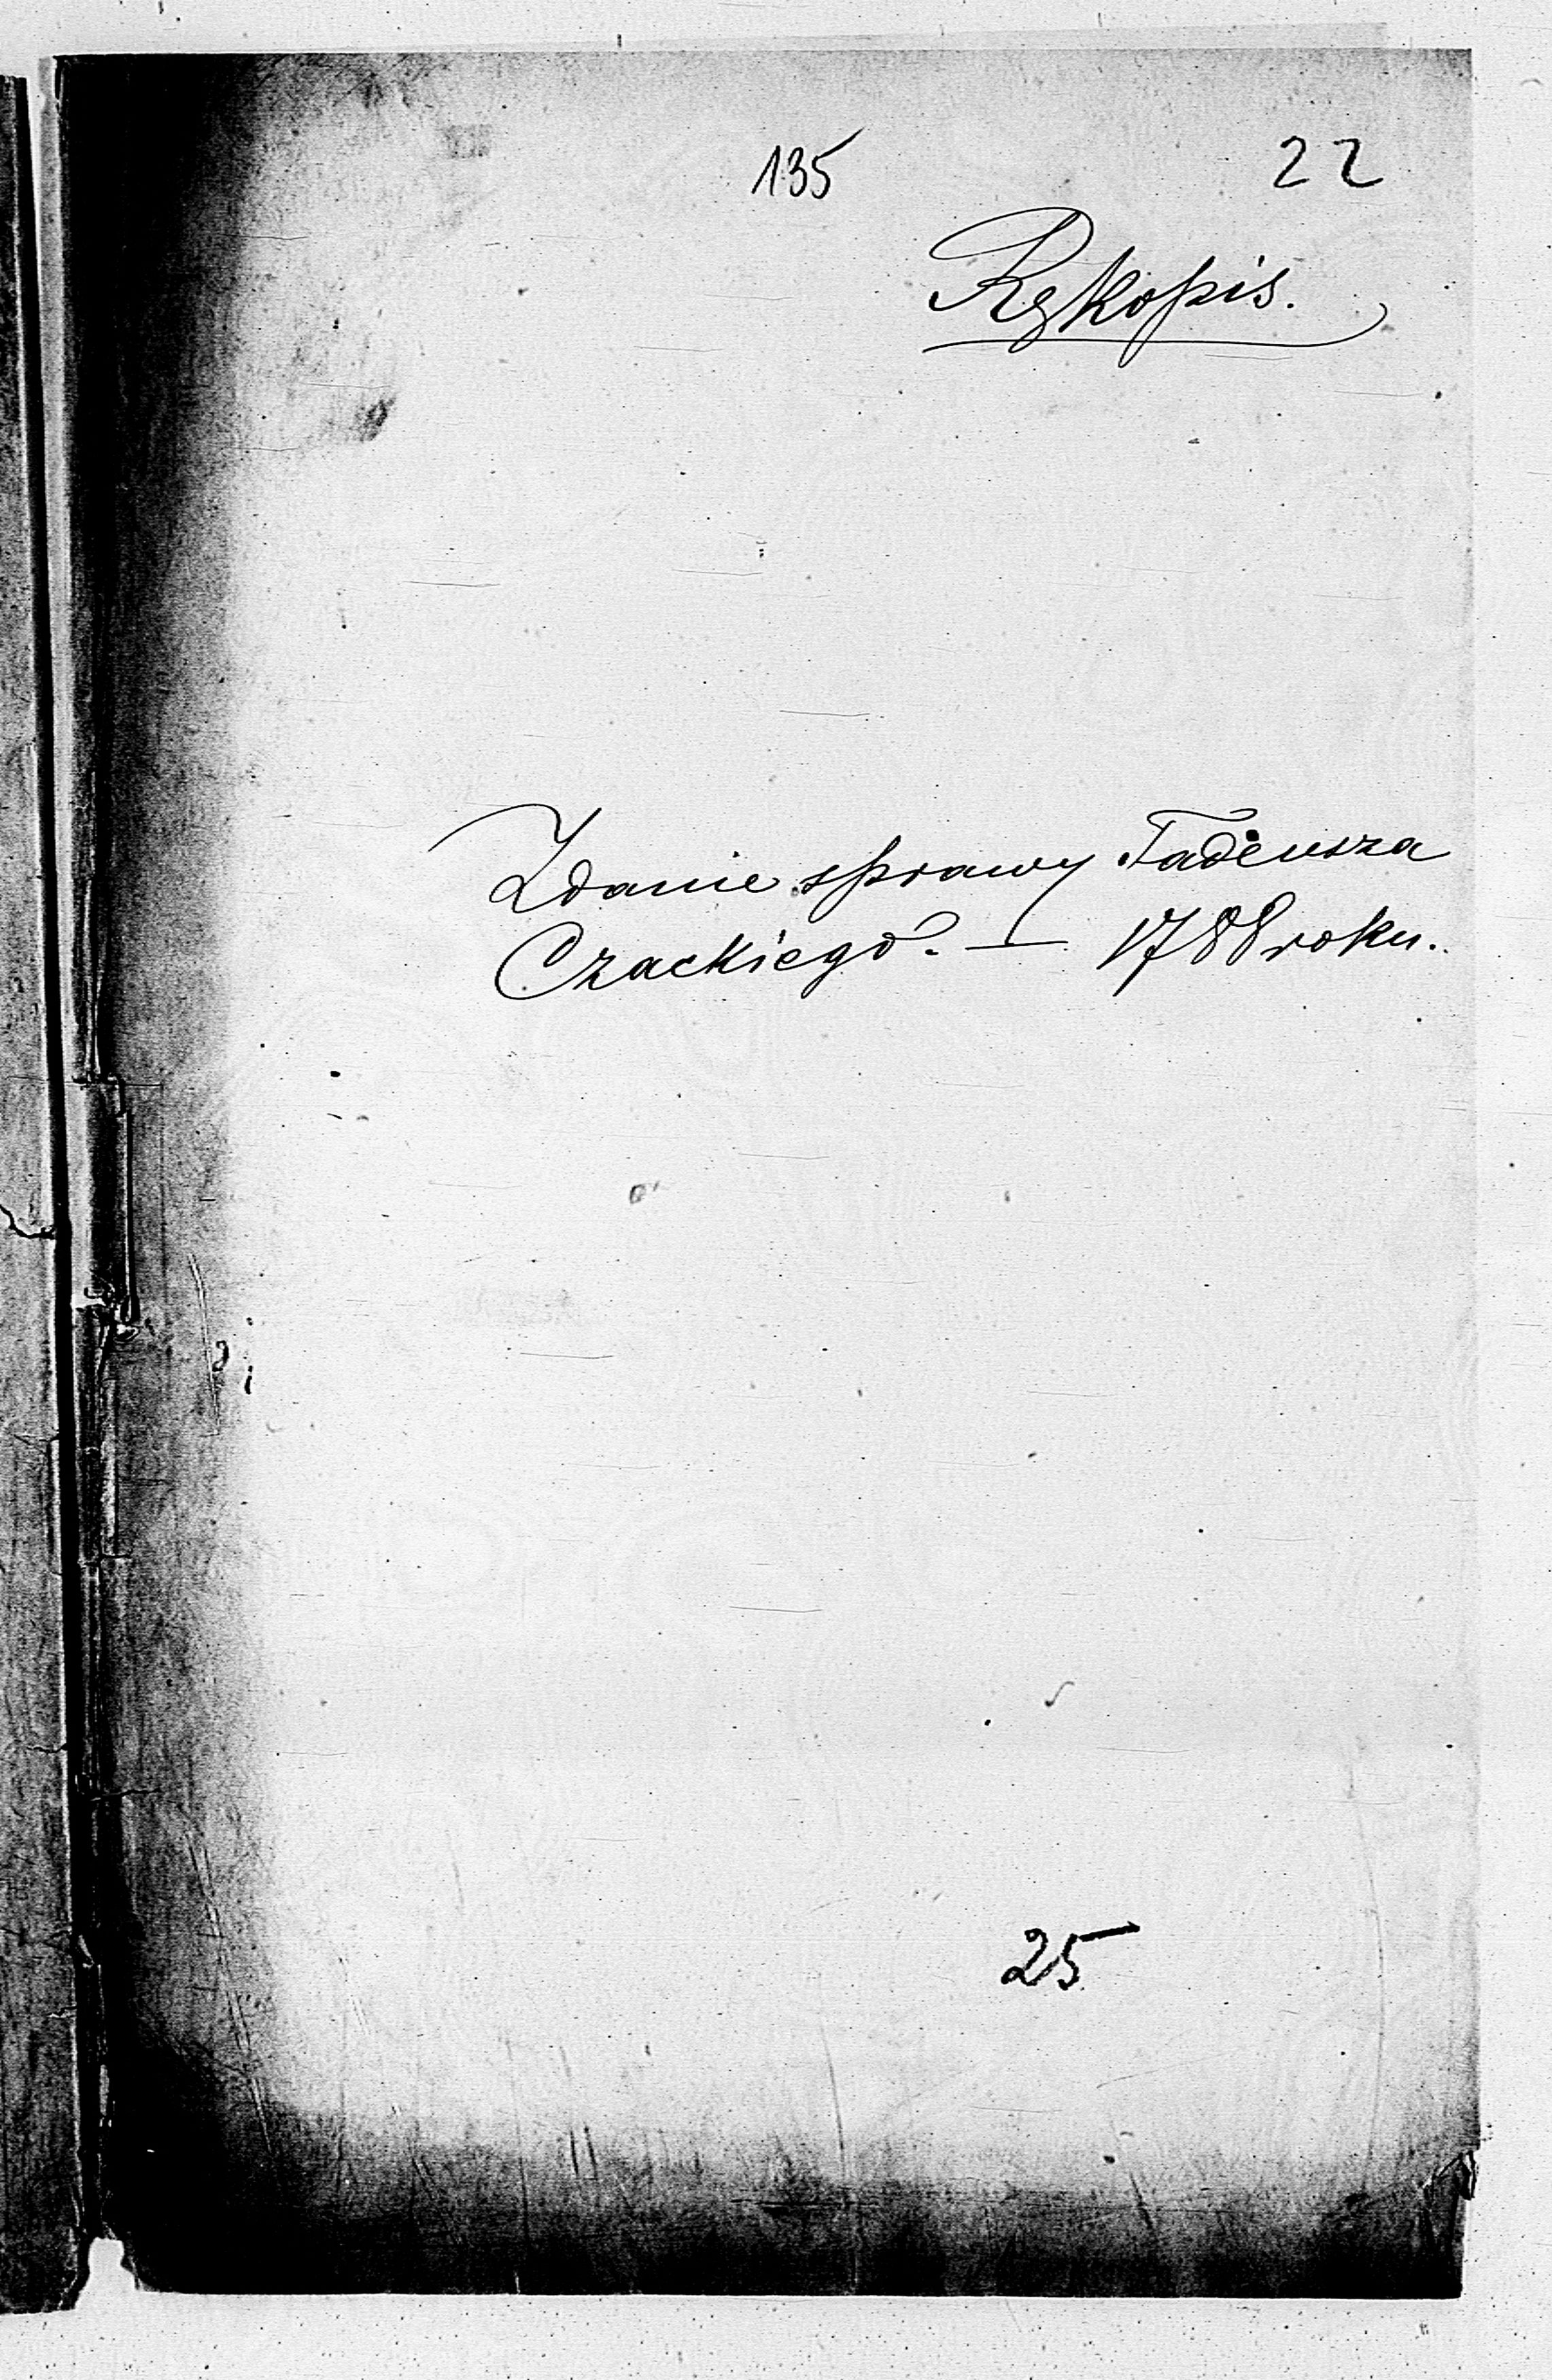 135 22
Rękopis.
Zdanie sprawy Tadeusza
Czackiego. — 1788 roku.
25